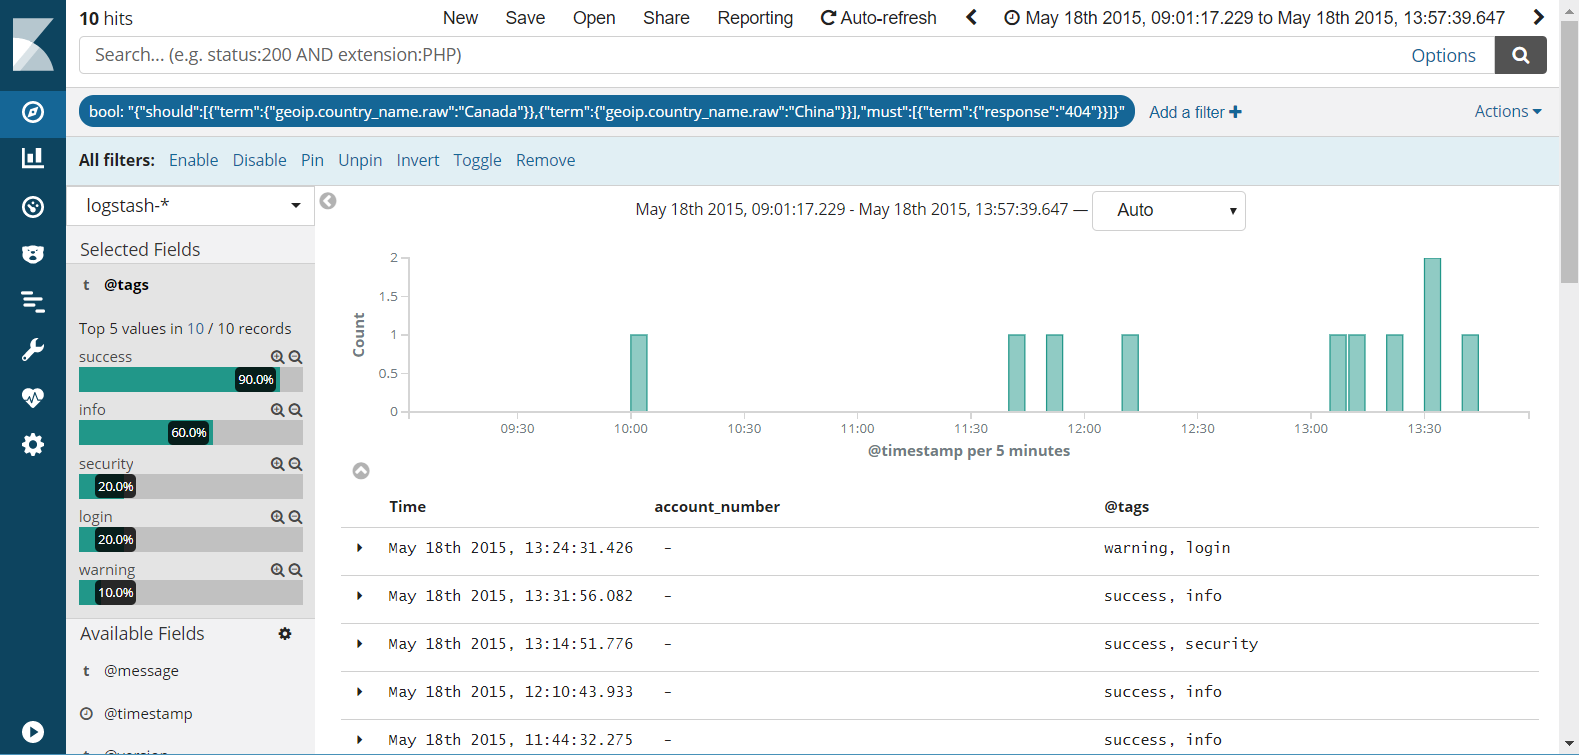 10 hits
New Save Open Share Reporting Auto-refresh May 18th 2015, 09:01:17.229 to May 18th 2015, 13:57:39.647
Search... (e.g. status:200 AND extension:PHP) Options
bool: "{"should":[{"term":{"geoip.country_name.raw":"Canada"}},{"term":{"geoip.country_name.raw":"China"}}],"must":[{"term":{"response":"404"}}]}" Add a filter Actions
All filters: Enable Disable Pin Unpin Invert Toggle Remove
logstash-*
Selected Fields
t @tags
Top 5 values in 10 / 10 records
success
90.0%
info
60.0%
security
20.0%
login
20.0%
warning
10.0%
Available Fields
t @message
@timestamp
t @version
May 18th 2015, 09:01:17.229 - May 18th 2015, 13:57:39.647 — Auto
Count
2
1.5
1
0.5
0
09:30 10:00 10:30 11:00 11:30 12:00 12:30 13:00 13:30
@timestamp per 5 minutes
Time account_number @tags
May 18th 2015, 13:24:31.426 - warning, login
May 18th 2015, 13:31:56.082 - success, info
May 18th 2015, 13:14:51.776 - success, security
May 18th 2015, 12:10:43.933 - success, info
May 18th 2015, 11:44:32.275 - success, info